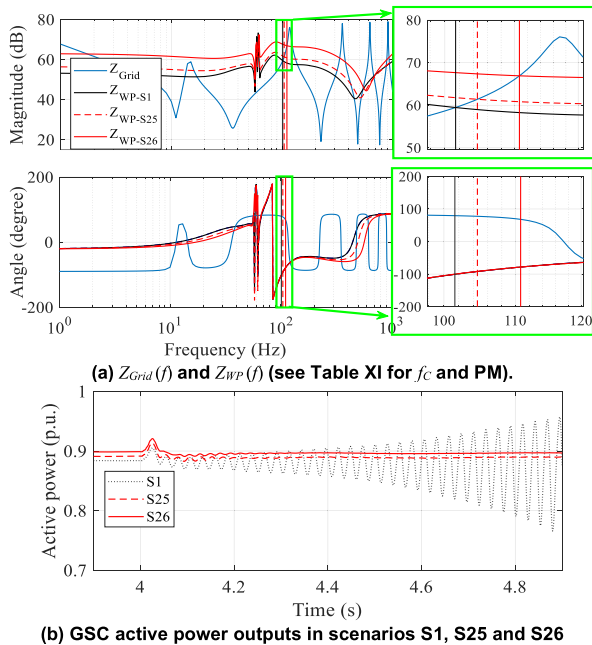 80
60
40
20
Magnitude (dB)
Z_Grid
Z_WP-S1
Z_WP-S25
Z_WP-S26
80
70
60
50
200
0
-200
Angle (degree)
10^0
10^1
10^2
10^3
Frequency (Hz)
200
100
0
-100
-200
100
110
120
(a) Z_Grid (f) and Z_WP (f) (see Table XI for f_C and PM).
1
0.9
0.8
0.7
Active power (p.u.)
S1
S25
S26
4
4.2
4.4
4.6
4.8
Time (s)
(b) GSC active power outputs in scenarios S1, S25 and S26